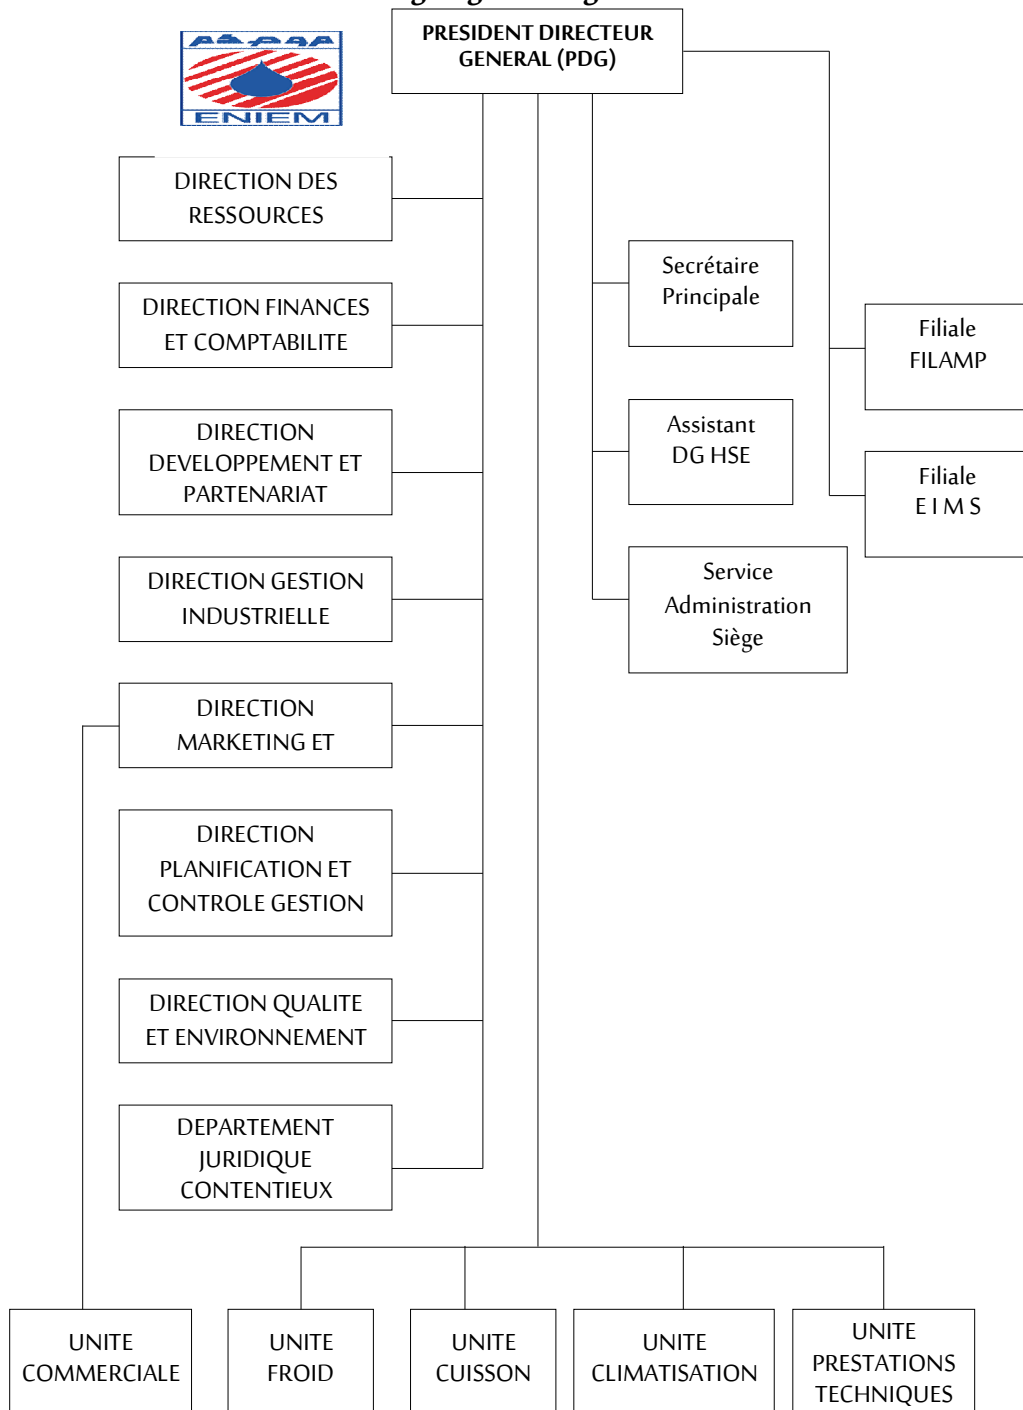 PRESIDENT DIRECTEUR
GENERAL (PDG)
ENIEM
DIRECTION DES
RESSOURCES
DIRECTION FINANCES
ET COMPTABILITE
DIRECTION
DEVELOPPEMENT ET
PARTENARIAT
DIRECTION GESTION
INDUSTRIELLE
DIRECTION
MARKETING ET
DIRECTION
PLANIFICATION ET
CONTROLE GESTION
DIRECTION QUALITE
ET ENVIRONNEMENT
DEPARTEMENT
JURIDIQUE
CONTENTIEUX
Secrétaire
Principale
Assistant
DG HSE
Service
Administration
Siège
Filiale
FILAMP
Filiale
E I M S
UNITE
COMMERCIALE
UNITE
FROID
UNITE
CUISSON
UNITE
CLIMATISATION
UNITE
PRESTATIONS
TECHNIQUES